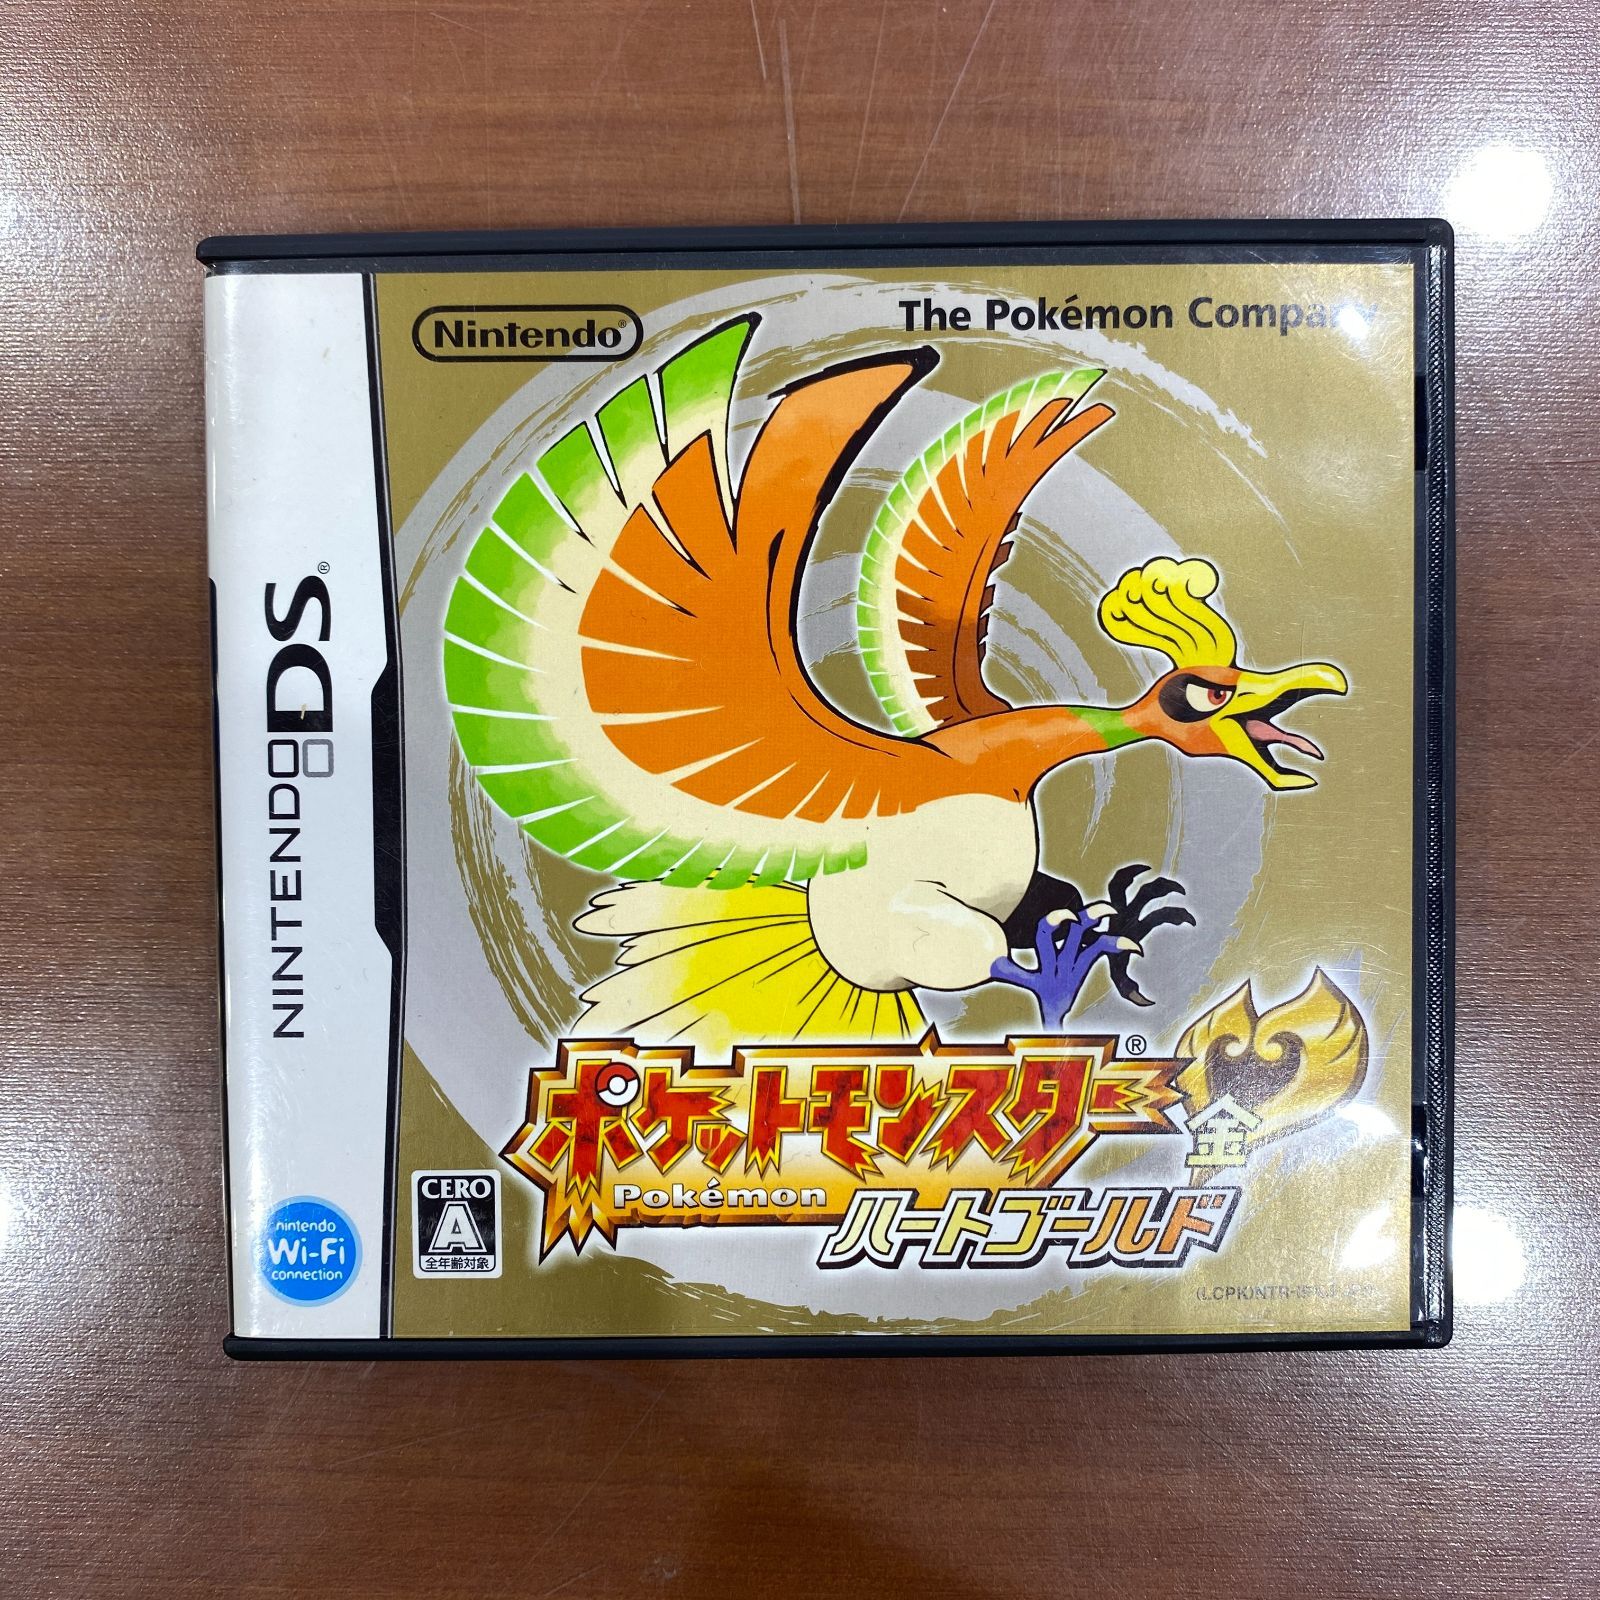 Nintendo®
The Pokémon Company
NINTENDO DS®
ポケットモンスター®
Pokémon
金
ハートゴールド
CERO
A
全年齢対象
nintendo
Wi-Fi
connection